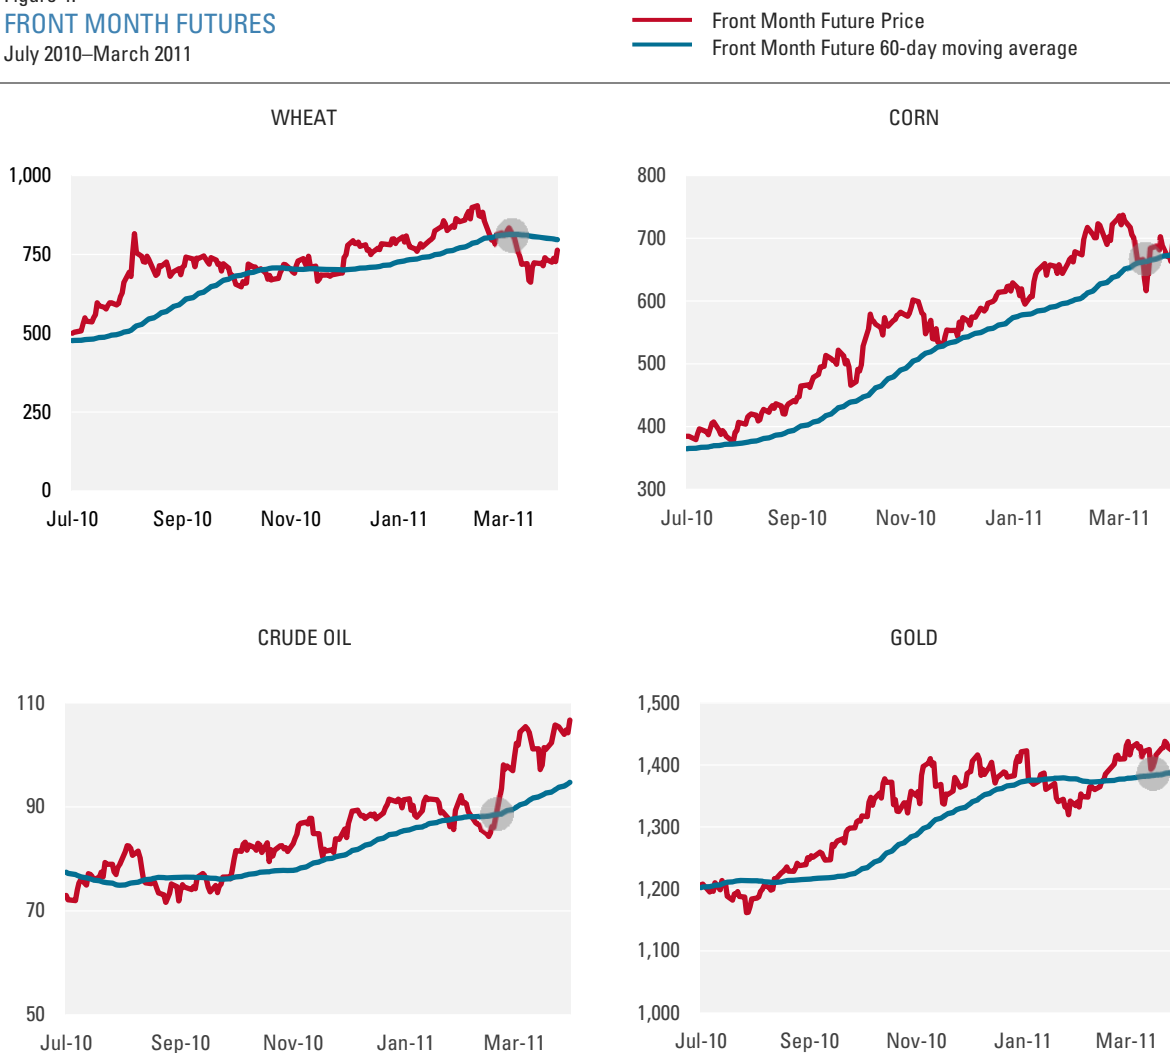 FRONT MONTH FUTURES
July 2010–March 2011
Front Month Future Price
Front Month Future 60-day moving average
WHEAT
1,000
750
500
250
0
Jul-10 Sep-10 Nov-10 Jan-11 Mar-11
CORN
800
700
600
500
400
300
Jul-10 Sep-10 Nov-10 Jan-11 Mar-11
CRUDE OIL
110
90
70
50
Jul-10 Sep-10 Nov-10 Jan-11 Mar-11
GOLD
1,500
1,400
1,300
1,200
1,100
1,000
Jul-10 Sep-10 Nov-10 Jan-11 Mar-11